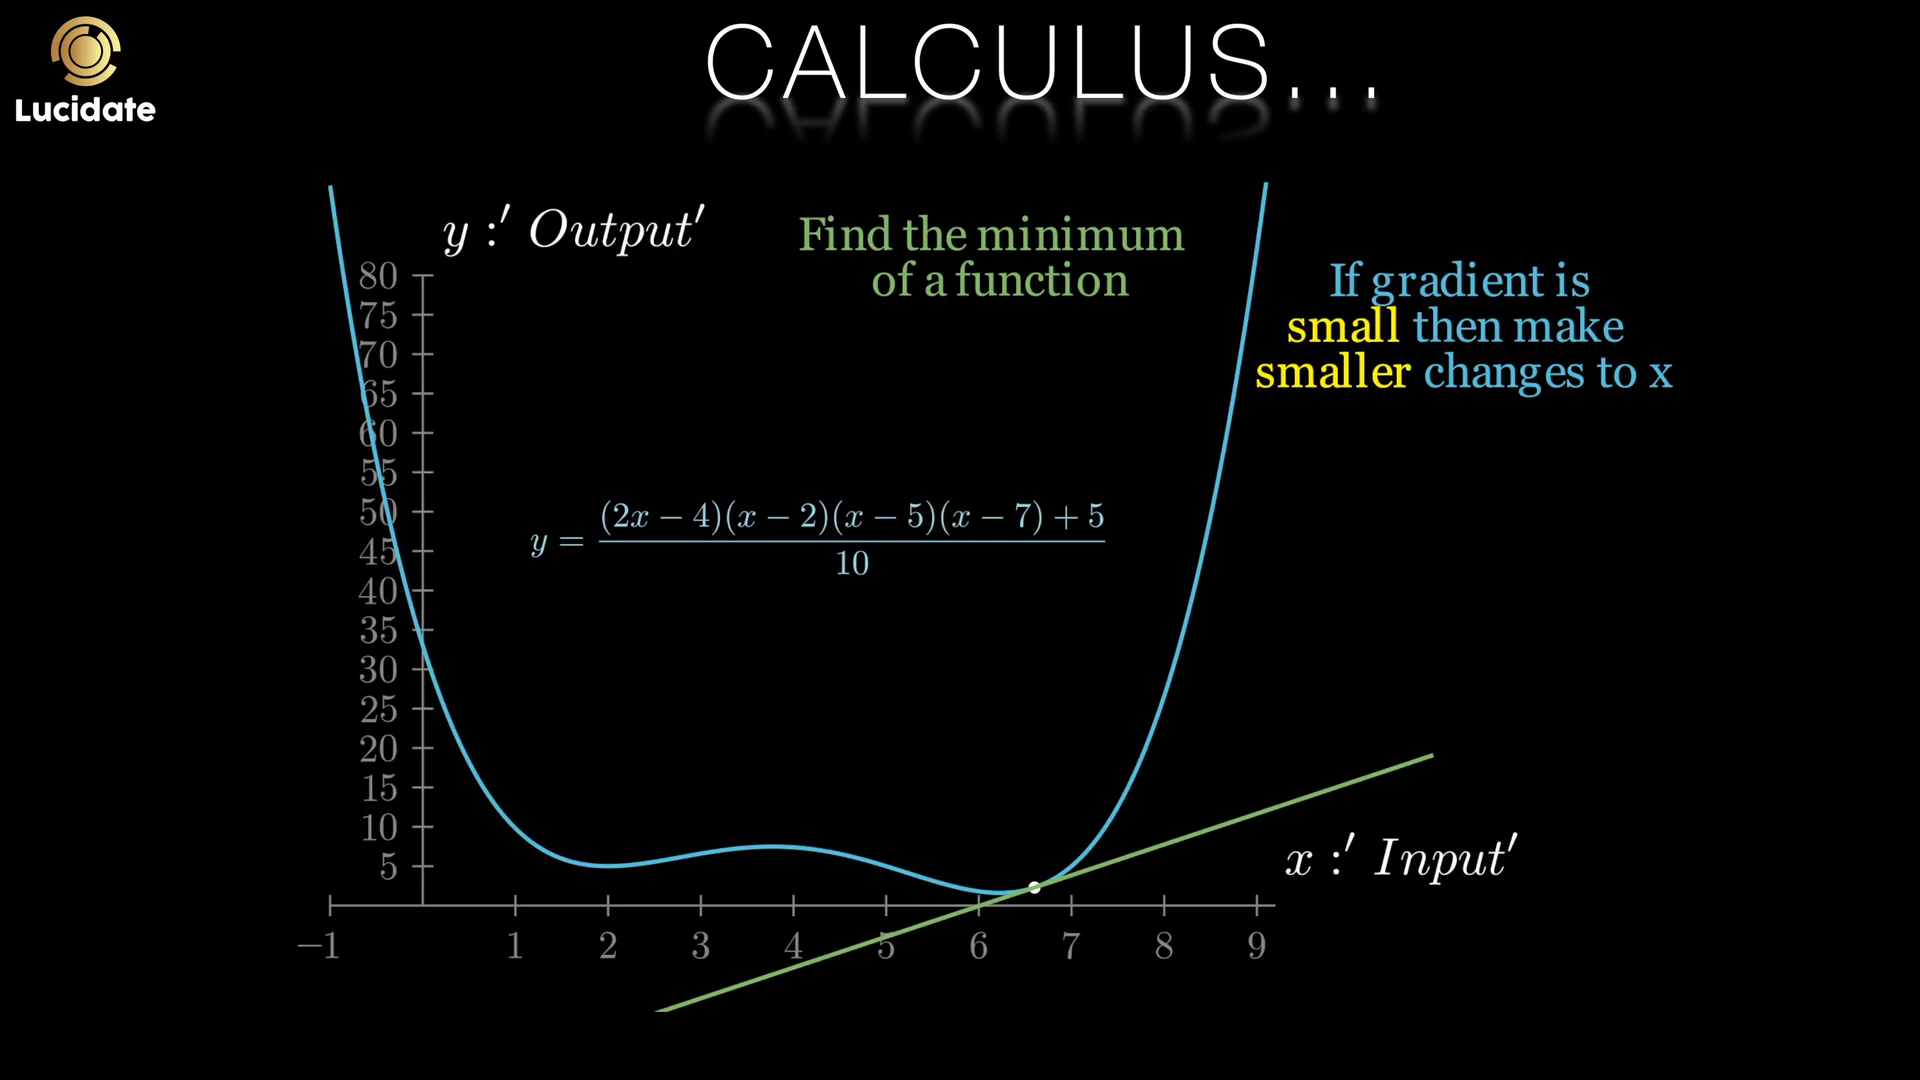 CALCULUS...
Lucidate
y :' Output'
Find the minimum
of a function
If gradient is
small then make
smaller changes to x
80
75
70
65
60
55
50
45
40
35
30
25
20
15
10
5
y = \frac{(2x − 4)(x − 2)(x − 5)(x − 7) + 5}{10}
x :' Input'
−1 1 2 3 4 5 6 7 8 9